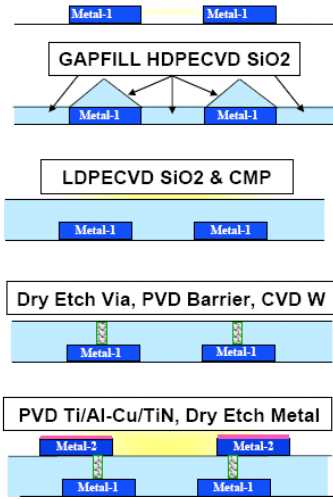 Metal-1 Metal-1
GAPFILL HDPECVD SiO2
Metal-1 Metal-1
LDPECVD SiO2 & CMP
Metal-1 Metal-1
Dry Etch Via, PVD Barrier, CVD W
Metal-1 Metal-1
PVD Ti/Al-Cu/TiN, Dry Etch Metal
Metal-2 Metal-2
Metal-1 Metal-1